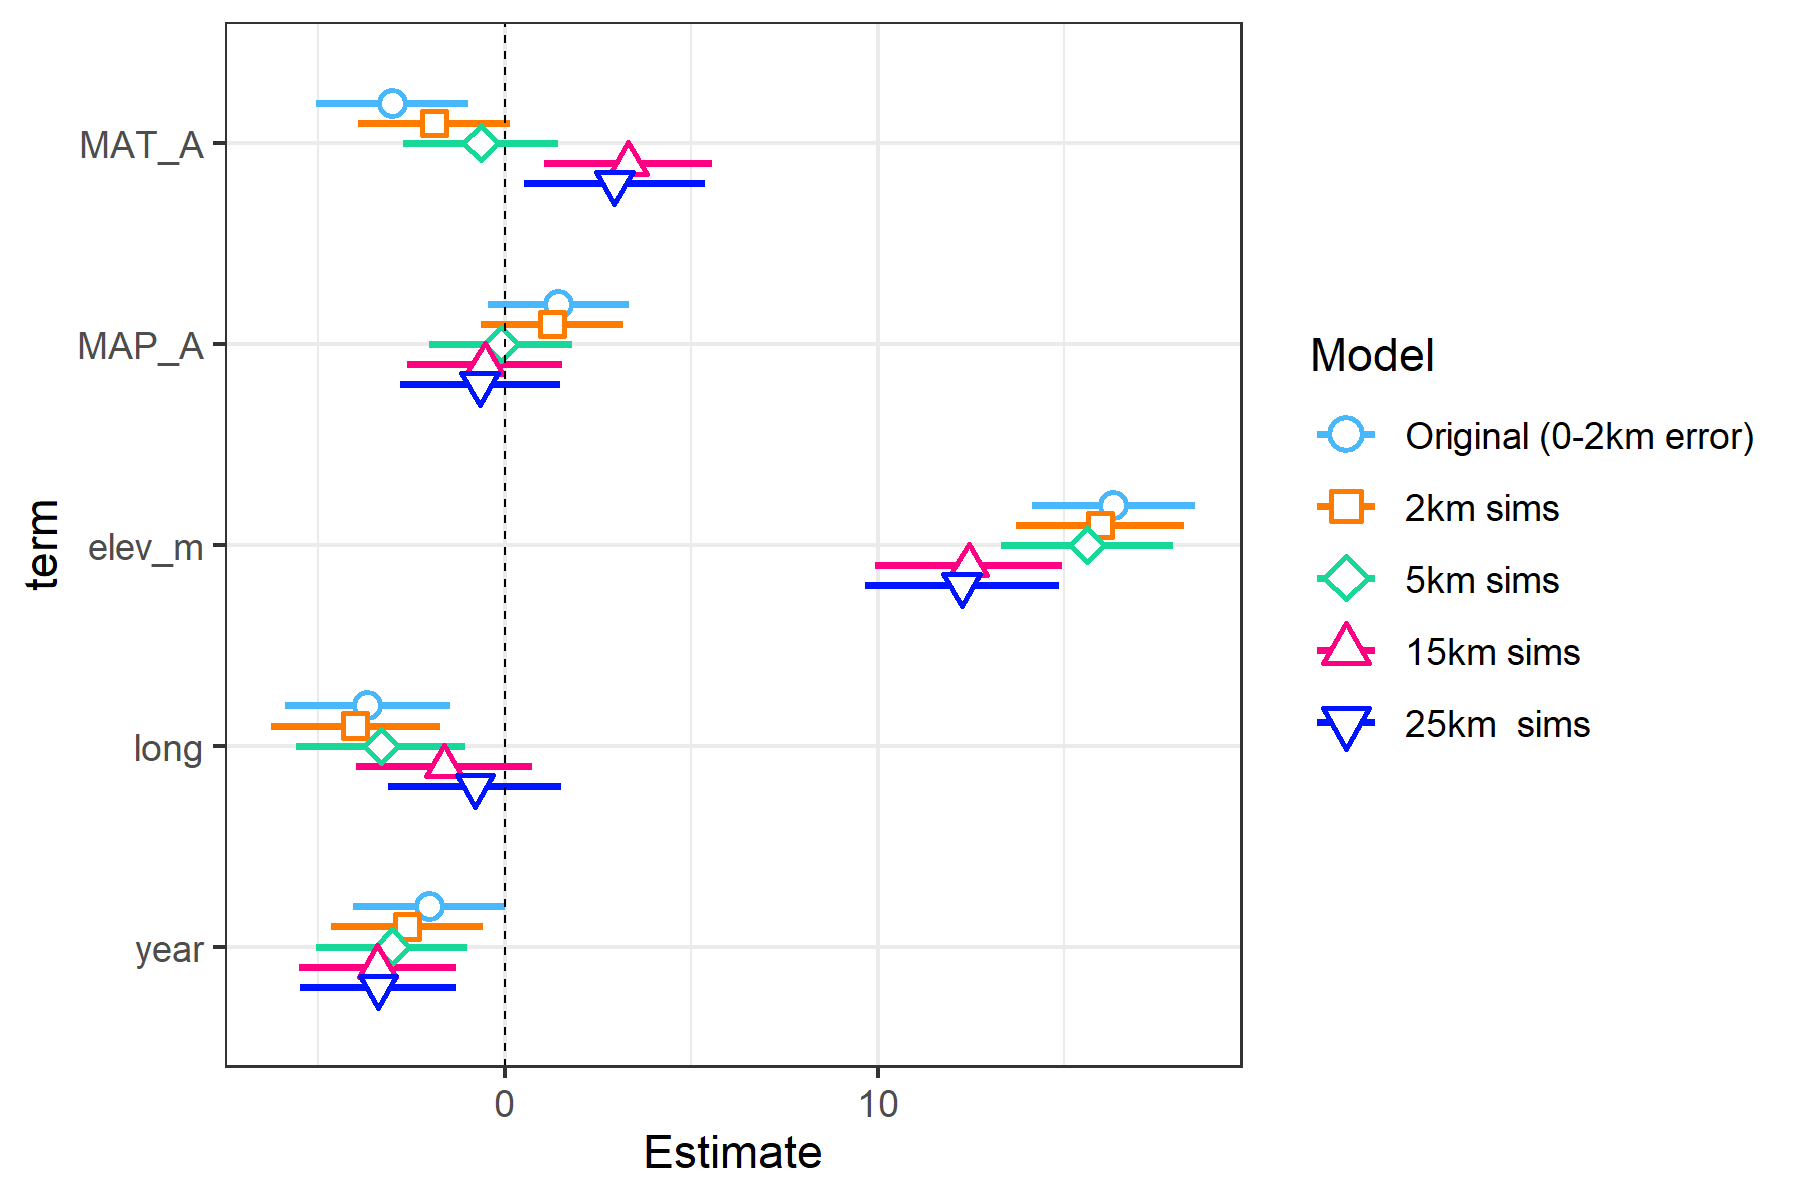 MAT_A
MAP_A
elev_m
long
year
term
0
10
Estimate
Model
Original (0-2km error)
2km sims
5km sims
15km sims
25km  sims